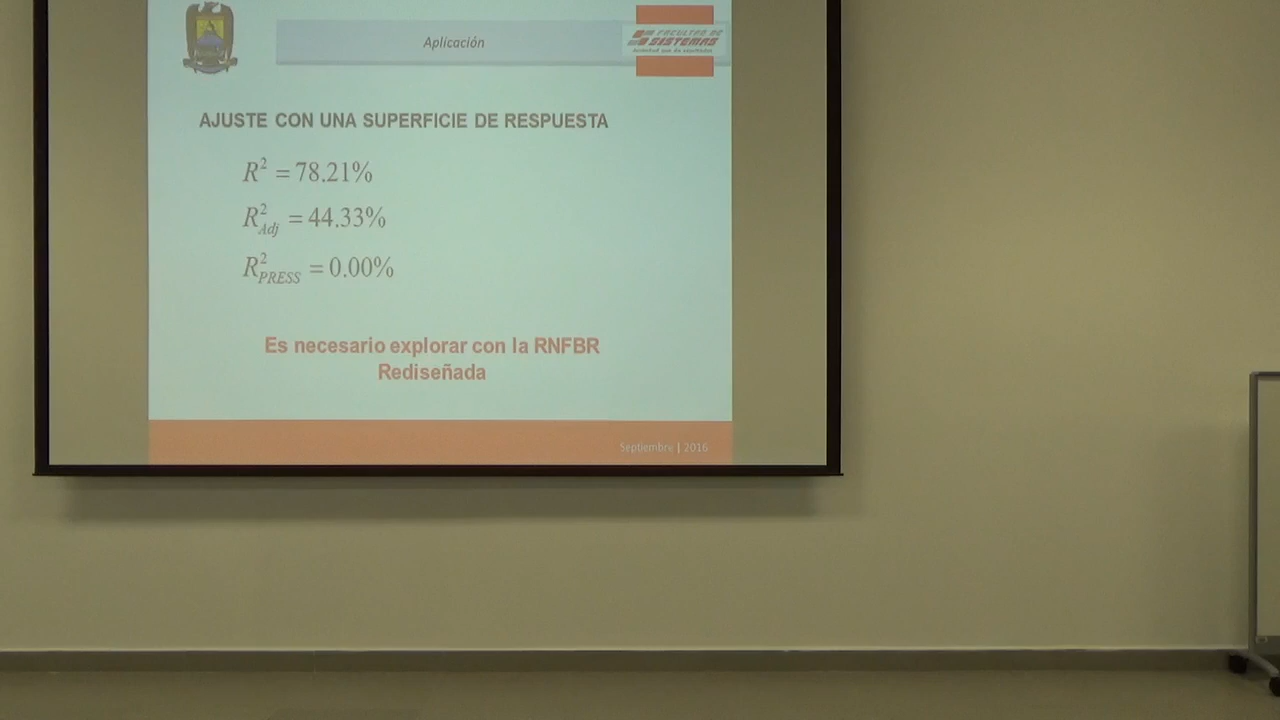 Aplicación
FACULTAD DE
SISTEMAS
AJUSTE CON UNA SUPERFICIE DE RESPUESTA
R² = 78.21%
R²Adj = 44.33%
R²PRESS = 0.00%
Es necesario explorar con la RNFBR
Rediseñada
Septiembre | 2016